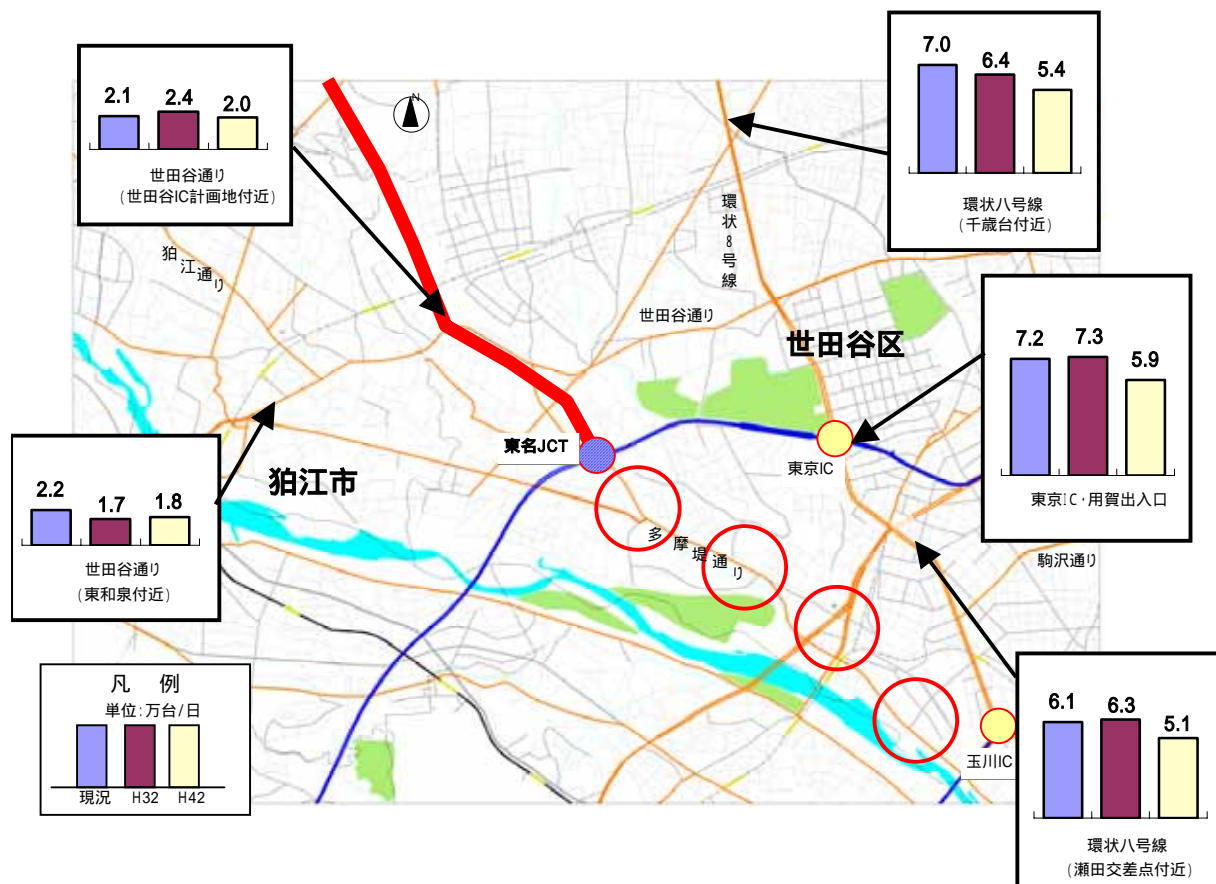 2.1 2.4 2.0
世田谷通り
(世田谷IC計画地付近)
N
7.0 6.4 5.4
環状八号線
(千歳台付近)
狛江通り
環状8号線
世田谷通り
世田谷区
7.2 7.3 5.9
東京IC・用賀出入口
東名JCT
東京IC
狛江市
2.2 1.7 1.8
世田谷通り
(東和泉付近)
多摩堤通り
駒沢通り
凡 例
単位:万台/日
現況 H32 H42
玉川IC
6.1 6.3 5.1
環状八号線
(瀬田交差点付近)